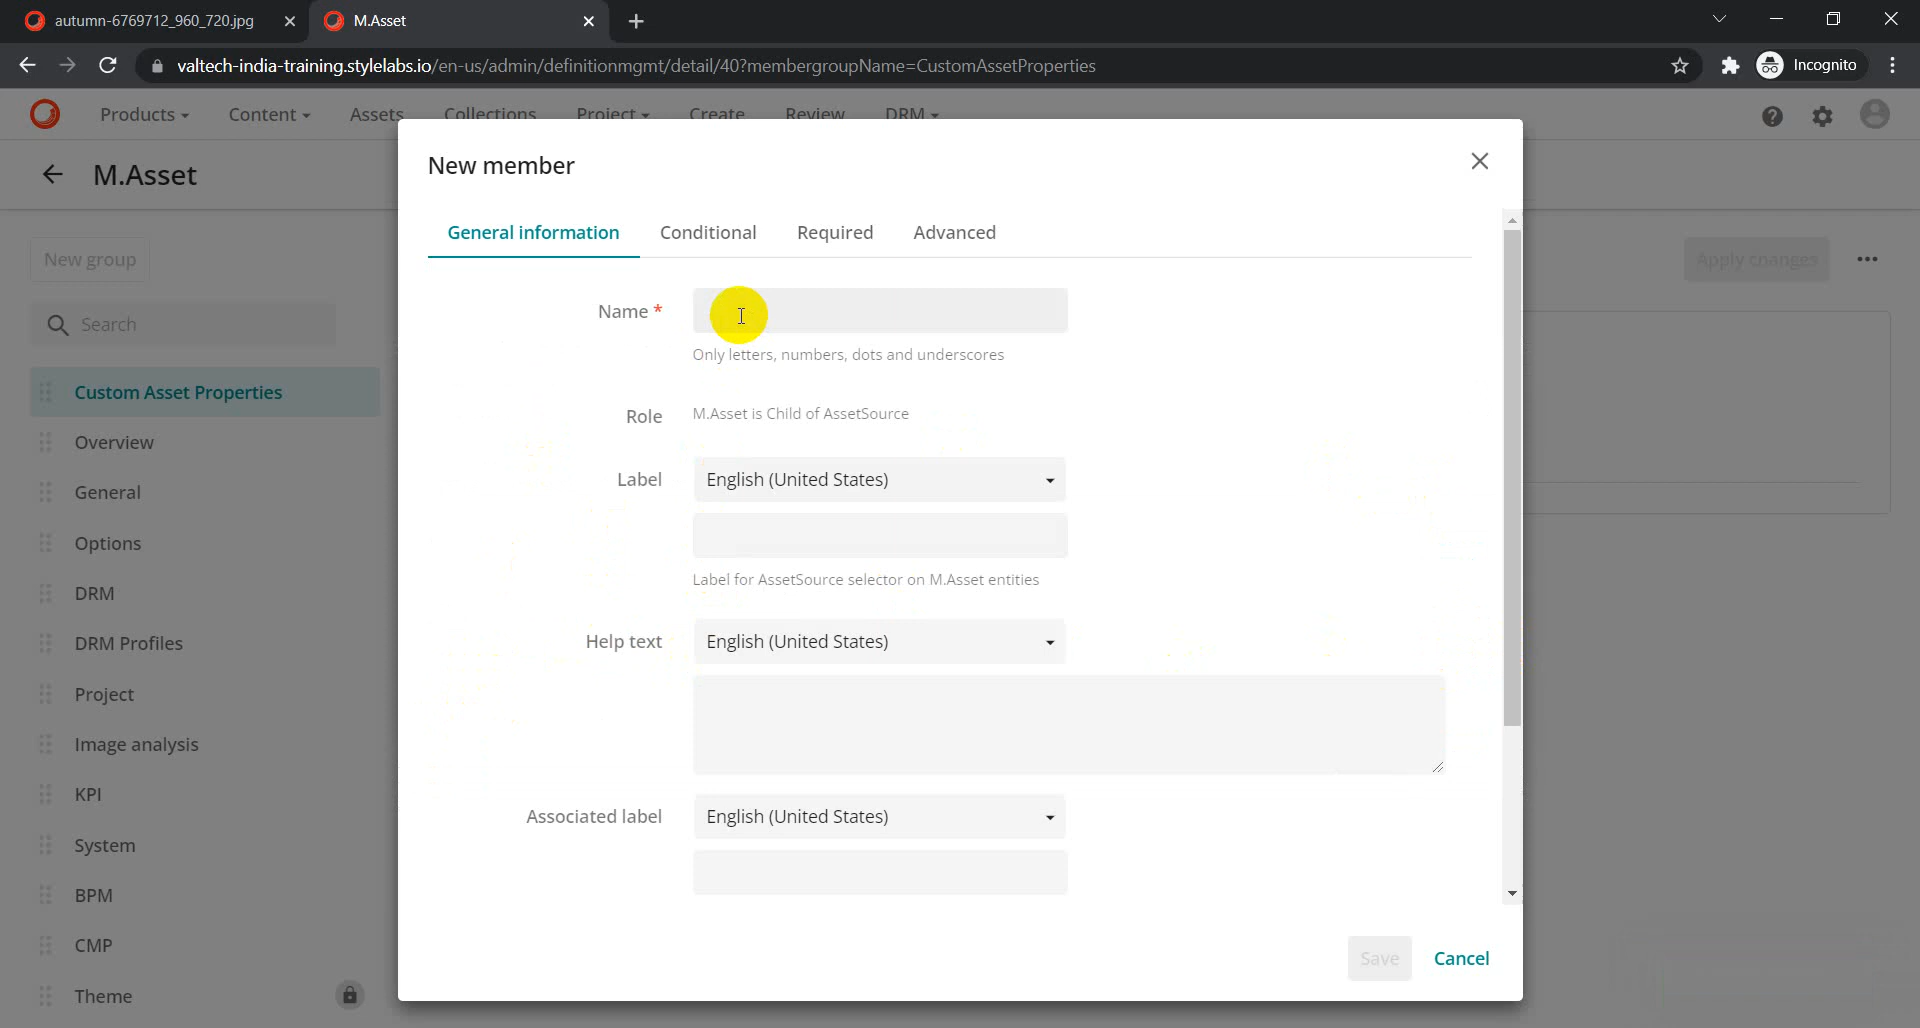 autumn-6769712_960_720.jpg
M.Asset
valtech-india-training.stylelabs.io/en-us/admin/definitionmgmt/detail/40?membergroupName=CustomAssetProperties
Incognito
Products
Content
Assets
Collections
Project
Create
Review
DRM
M.Asset
New member
General information
Conditional
Required
Advanced
New group
Apply changes
Search
Name *
Only letters, numbers, dots and underscores
Custom Asset Properties
Role
M.Asset is Child of AssetSource
Overview
Label
English (United States)
General
Options
Label for AssetSource selector on M.Asset entities
DRM
Help text
English (United States)
DRM Profiles
Project
Image analysis
KPI
Associated label
English (United States)
System
BPM
CMP
Save
Cancel
Theme